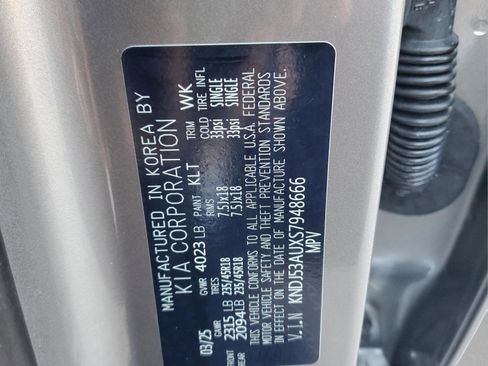 MANUFACTURED IN KOREA BY
KIA CORPORATION
03/25 GVWR 4023 LB PAINT KLT TRIM WK
GAWR TIRES RIMS COLD TIRE INFL
FRONT 2315 LB 235/45R18 7.5Jx18 33psi SINGLE
2094 LB 235/45R18 7.5Jx18 33psi SINGLE
THIS VEHICLE CONFORMS TO ALL APPLICABLE U.S.A. FEDERAL
MOTOR VEHICLE SAFETY AND THEFT PREVENTION STANDARDS
IN EFFECT ON THE DATE OF MANUFACTURE SHOWN ABOVE.
V.I.N KNDJ53AUXS7948666
MPV